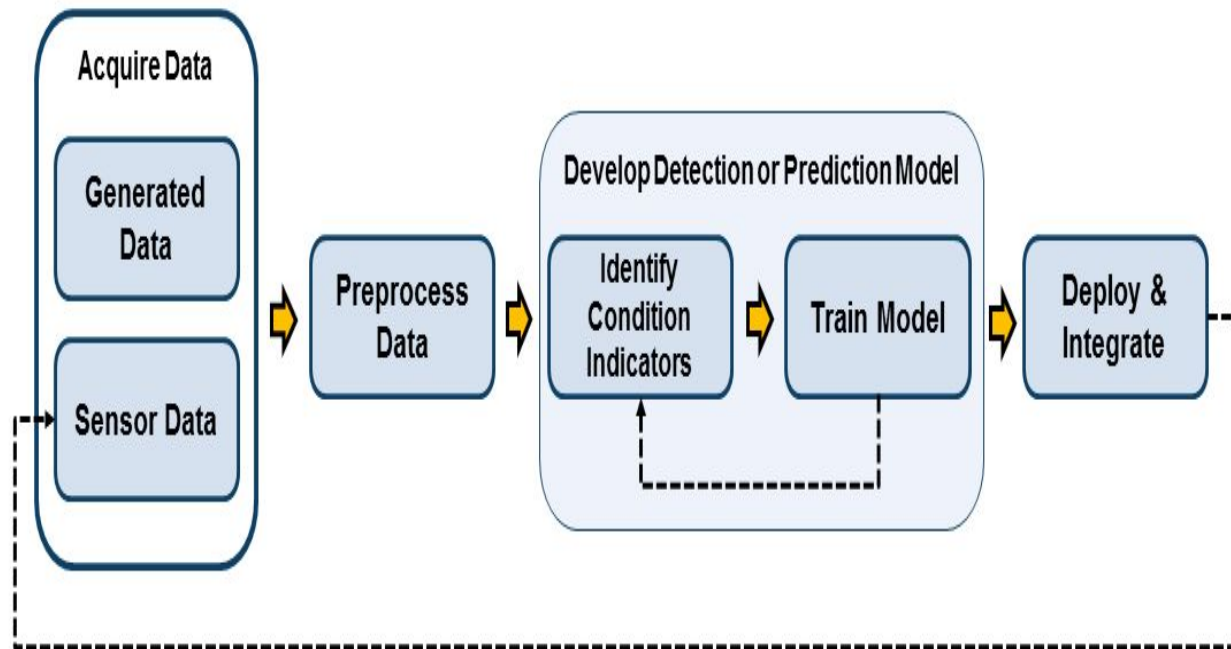 Acquire Data
Generated
Data
Sensor Data
Preprocess
Data
Develop Detection or Prediction Model
Identify
Condition
Indicators
Train Model
Deploy &
Integrate